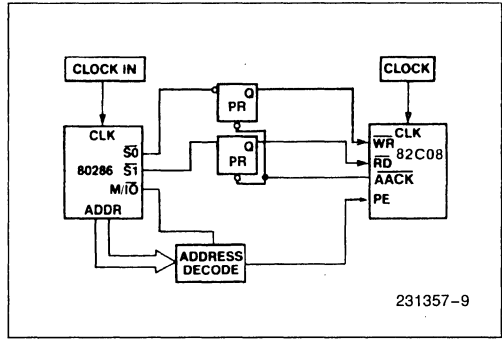 CLOCK IN
CLOCK
Q
PR
CLK
S0
80286
S1
M/IO
ADDR
Q
PR
CLK
WR
82C08
RD
AACK
PE
ADDRESS
DECODE
231357-9